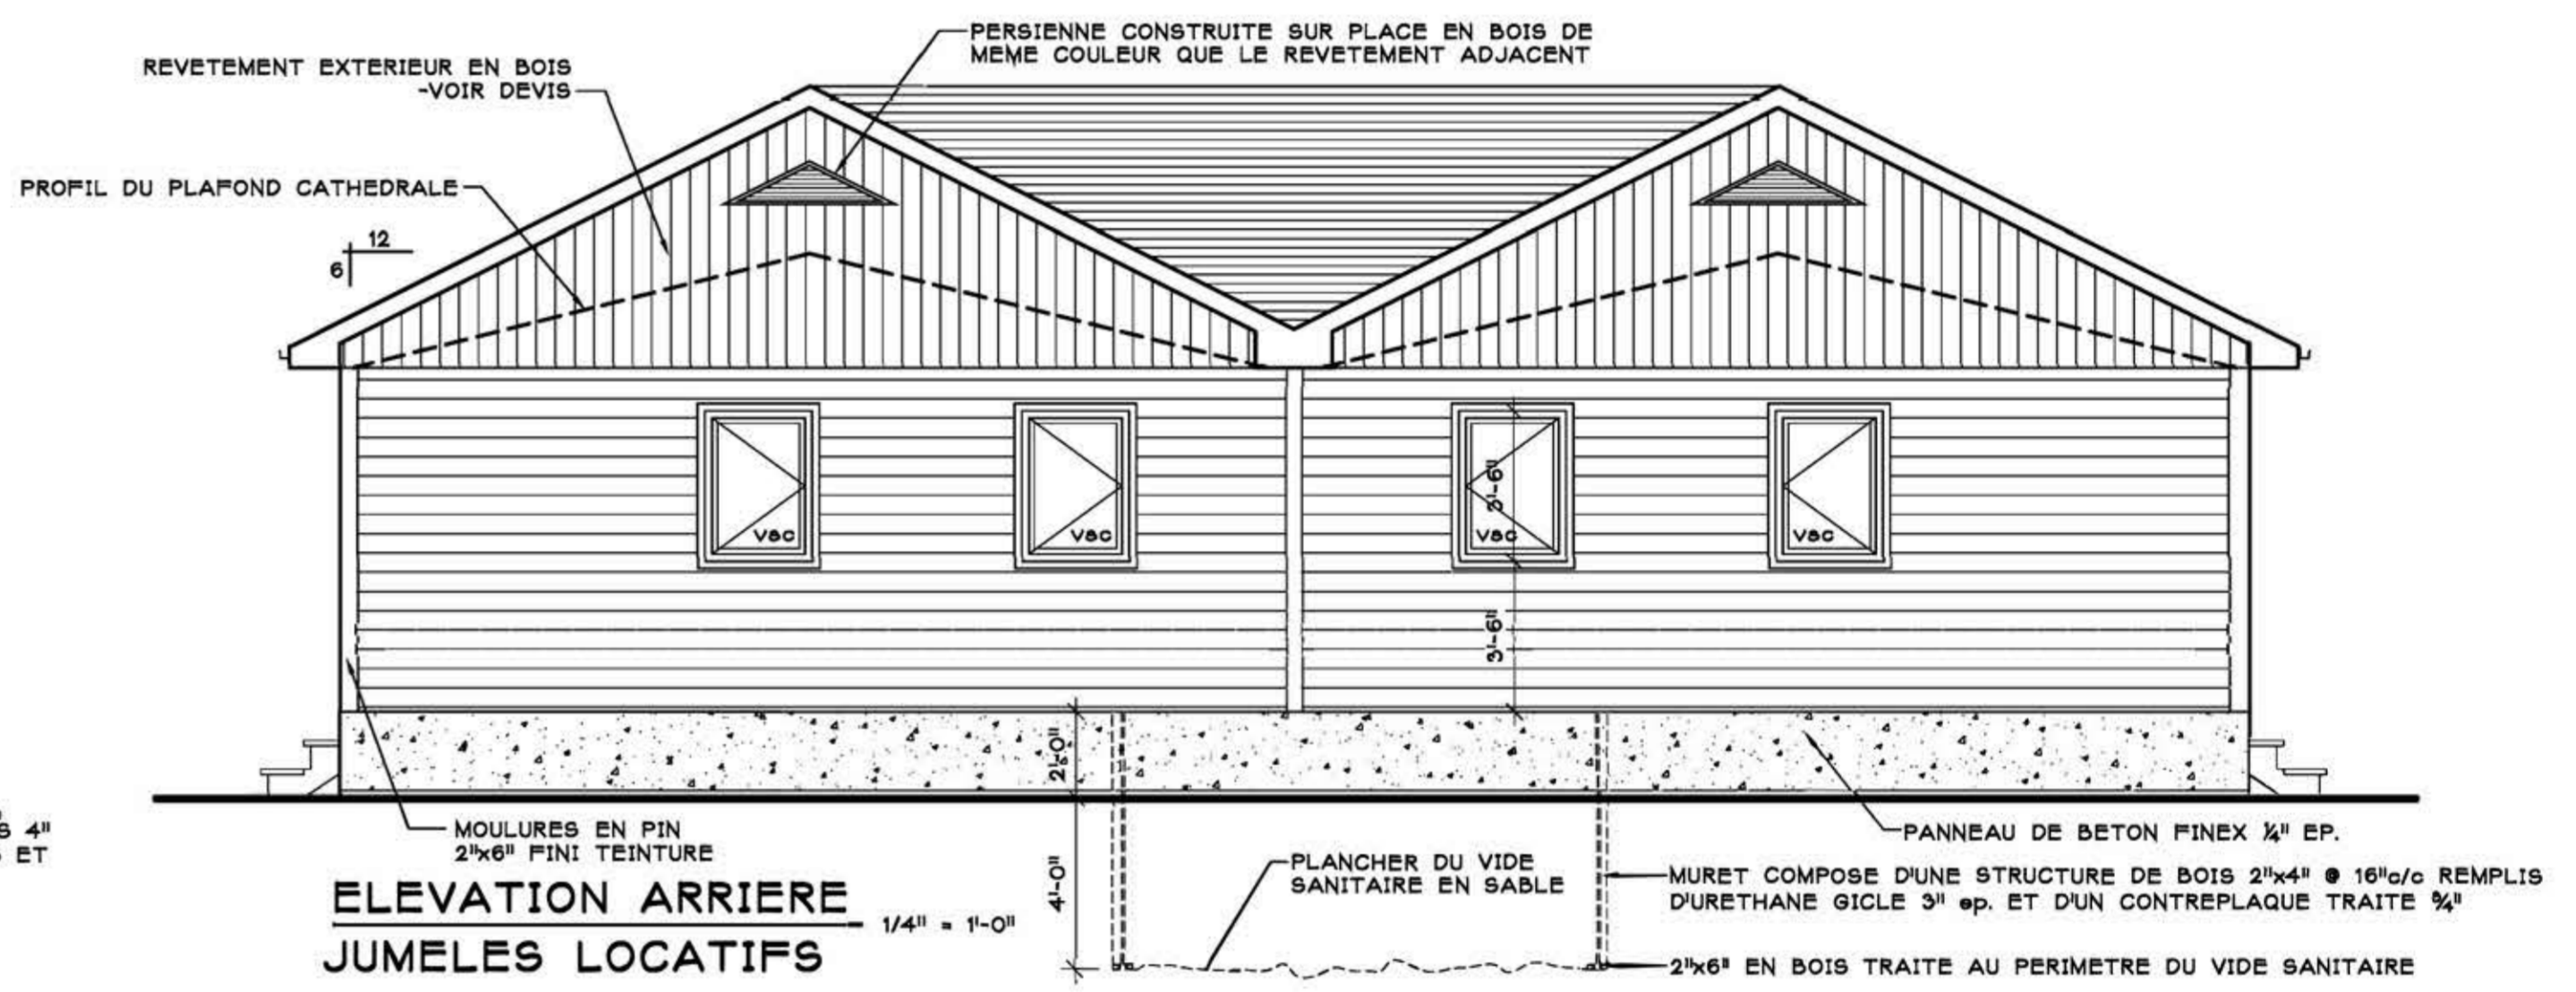 PERSIENNE CONSTRUITE SUR PLACE EN BOIS DE
MEME COULEUR QUE LE REVETEMENT ADJACENT
REVETEMENT EXTERIEUR EN BOIS
-VOIR DEVIS
PROFIL DU PLAFOND CATHEDRALE
12
6
V&C
V&C
V&C
V&C
3'-6"
3'-6"
2'-0"
4'-0"
S 4"
ET
MOULURES EN PIN
2"x6" FINI TEINTURE
PANNEAU DE BETON FINEX 1/4" EP.
PLANCHER DU VIDE
SANITAIRE EN SABLE
MURET COMPOSE D'UNE STRUCTURE DE BOIS 2"x4" @ 16"c/c REMPLIS
D'URETHANE GICLE 3" ep. ET D'UN CONTREPLAQUE TRAITE 3/4"
2"x6" EN BOIS TRAITE AU PERIMETRE DU VIDE SANITAIRE
ELEVATION ARRIERE
1/4" = 1'-0"
JUMELES LOCATIFS